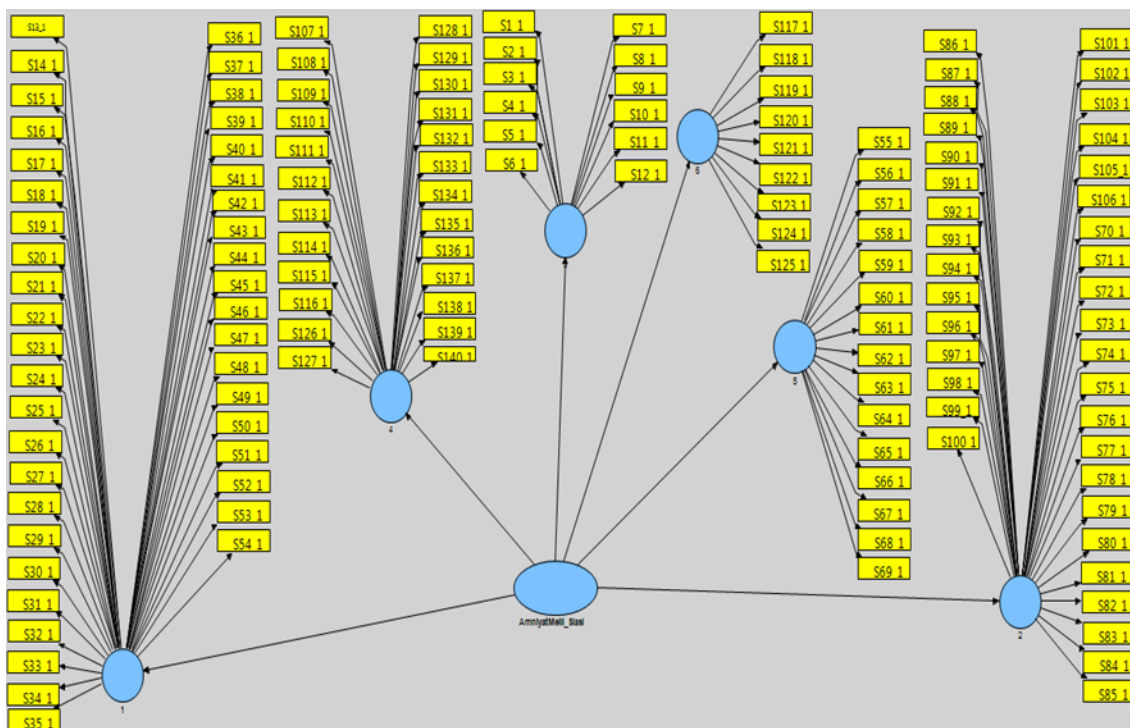 S13_1
S14 1
S15 1
S16 1
S17 1
S18 1
S19 1
S20 1
S21 1
S22 1
S23 1
S24 1
S25 1
S26 1
S27 1
S28 1
S29 1
S30 1
S31 1
S32 1
S33 1
S34 1
S35 1
S36 1
S37 1
S38 1
S39 1
S40 1
S41 1
S42 1
S43 1
S44 1
S45 1
S46 1
S47 1
S48 1
S49 1
S50 1
S51 1
S52 1
S53 1
S54 1
1
S107 1
S108 1
S109 1
S110 1
S111 1
S112 1
S113 1
S114 1
S115 1
S116 1
S126 1
S127 1
S128 1
S129 1
S130 1
S131 1
S132 1
S133 1
S134 1
S135 1
S136 1
S137 1
S138 1
S139 1
S140 1
4
S1 1
S2 1
S3 1
S4 1
S5 1
S6 1
S7 1
S8 1
S9 1
S10 1
S11 1
S12 1
S117 1
S118 1
S119 1
S120 1
S121 1
S122 1
S123 1
S124 1
S125 1
6
S55 1
S56 1
S57 1
S58 1
S59 1
S60 1
S61 1
S62 1
S63 1
S64 1
S65 1
S66 1
S67 1
S68 1
S69 1
5
S86 1
S87 1
S88 1
S89 1
S90 1
S91 1
S92 1
S93 1
S94 1
S95 1
S96 1
S97 1
S98 1
S99_1
S100 1
S101 1
S102 1
S103 1
S104 1
S105_1
S106 1
S70 1
S71 1
S72 1
S73 1
S74 1
S75 1
S76 1
S77 1
S78 1
S79 1
S80 1
S81 1
S82 1
S83 1
S84 1
S85 1
2
AmniyatMelli_Siasi